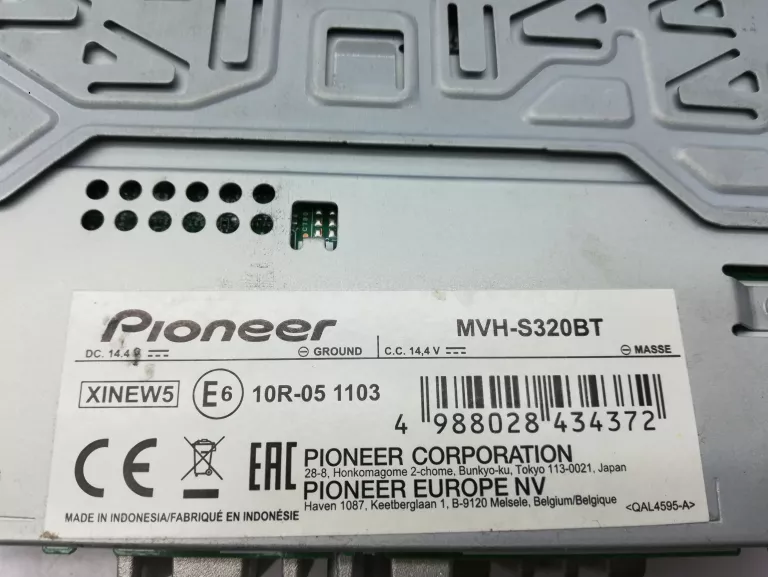 Pioneer MVH-S320BT
DC. 14.4 ⊖ GROUND C.C. 14,4 V ⊖ MASSE
XINEW5 E6 10R-05 1103
4 988028 434372
CE EAC PIONEER CORPORATION
28-8, Honkomagome 2-chome, Bunkyo-ku, Tokyo 113-0021, Japan
PIONEER EUROPE NV
Haven 1087, Keetberglaan 1, B-9120 Melsele, Belgium/Belgique <QAL4595-A>
MADE IN INDONESIA/FABRIQUÉ EN INDONÉSIE